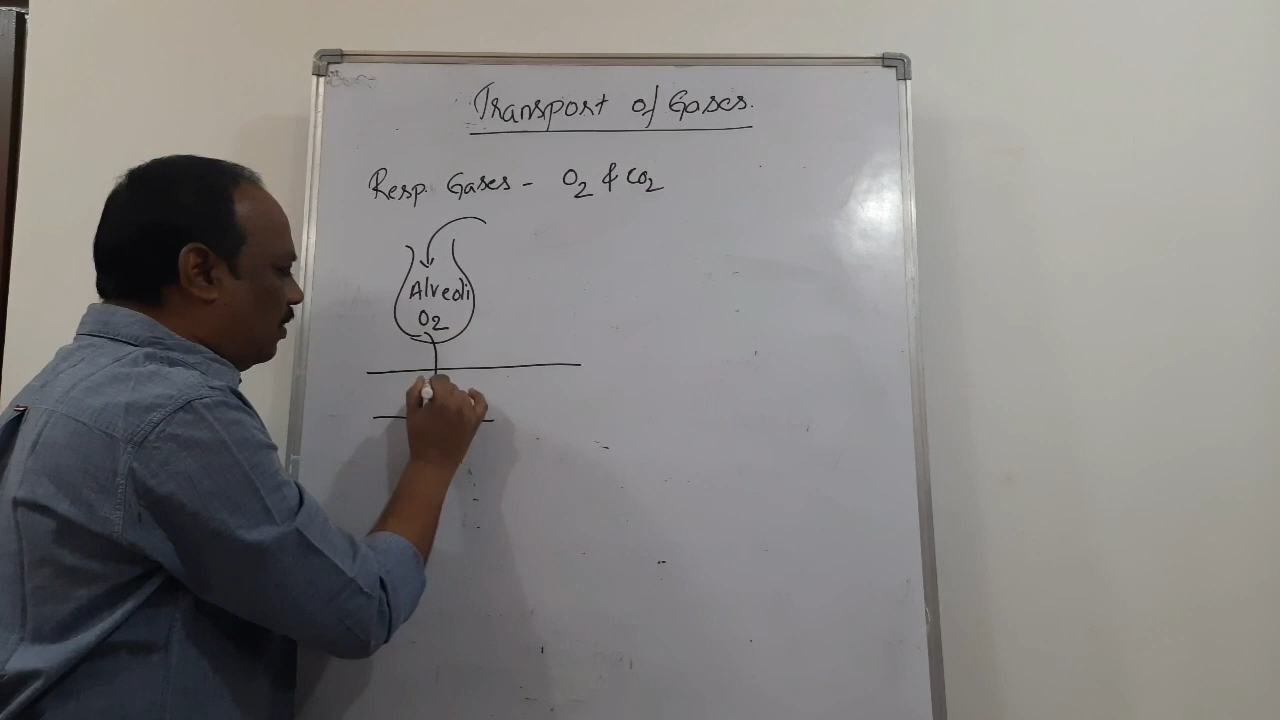 Transport of Gases.
Resp. Gases - O2 & CO2
Alveoli
O2